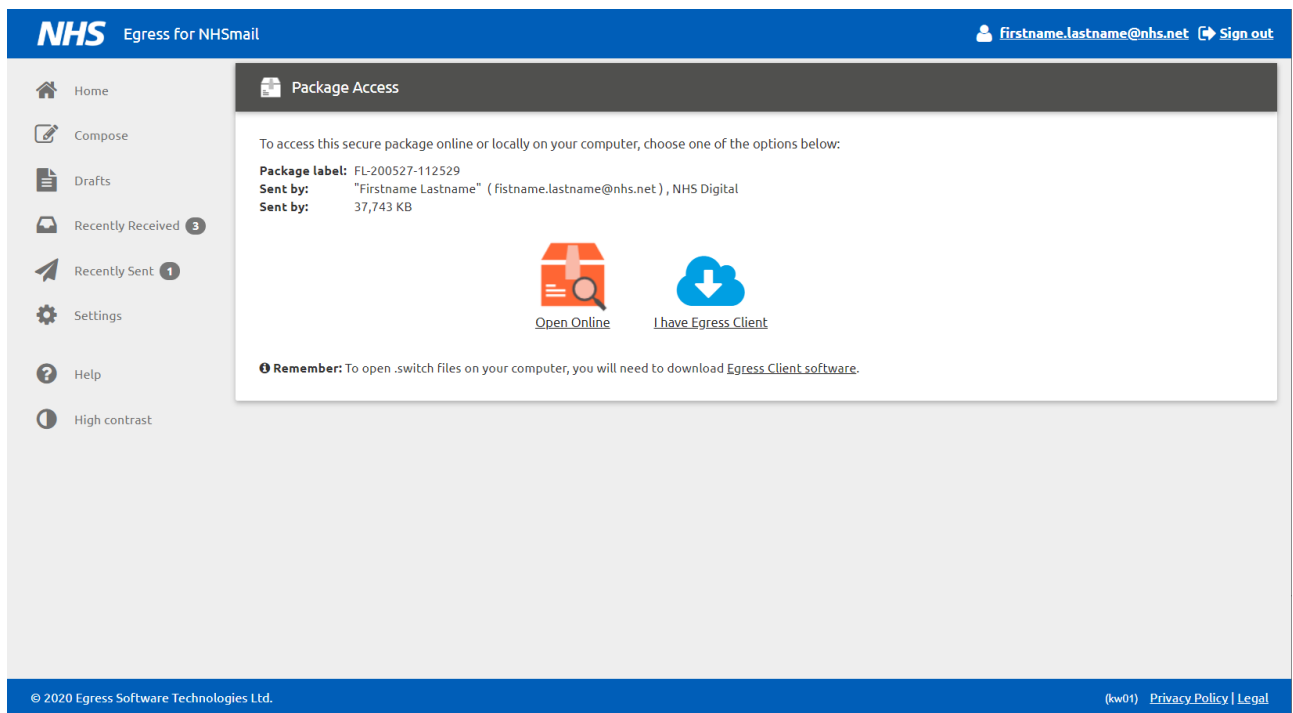 NHS Egress for NHSmail
firstname.lastname@nhs.net Sign out
Home
Compose
Drafts
Recently Received 3
Recently Sent 1
Settings
Help
High contrast
Package Access
To access this secure package online or locally on your computer, choose one of the options below:
Package label: FL-200527-112529
Sent by: "Firstname Lastname" ( fistname.lastname@nhs.net ) , NHS Digital
Sent by: 37,743 KB
Open Online
I have Egress Client
Remember: To open .switch files on your computer, you will need to download Egress Client software.
© 2020 Egress Software Technologies Ltd.
(kw01) Privacy Policy | Legal